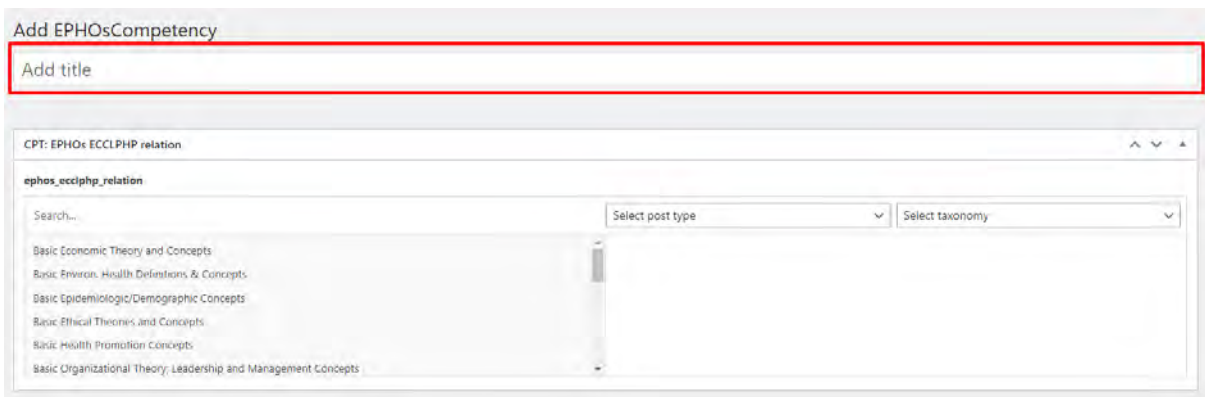 Add EPHOsCompetency
Add title
CPT: EPHOs ECCLPHP relation
ephos_ecclphp_relation
Search...
Select post type
Select taxonomy
Basic Economic Theory and Concepts
Basic Environ. Health Definitions & Concepts
Basic Epidemiologic/Demographic Concepts
Basic Ethical Theories and Concepts
Basic Health Promotion Concepts
Basic Organizational Theory: Leadership and Management Concepts